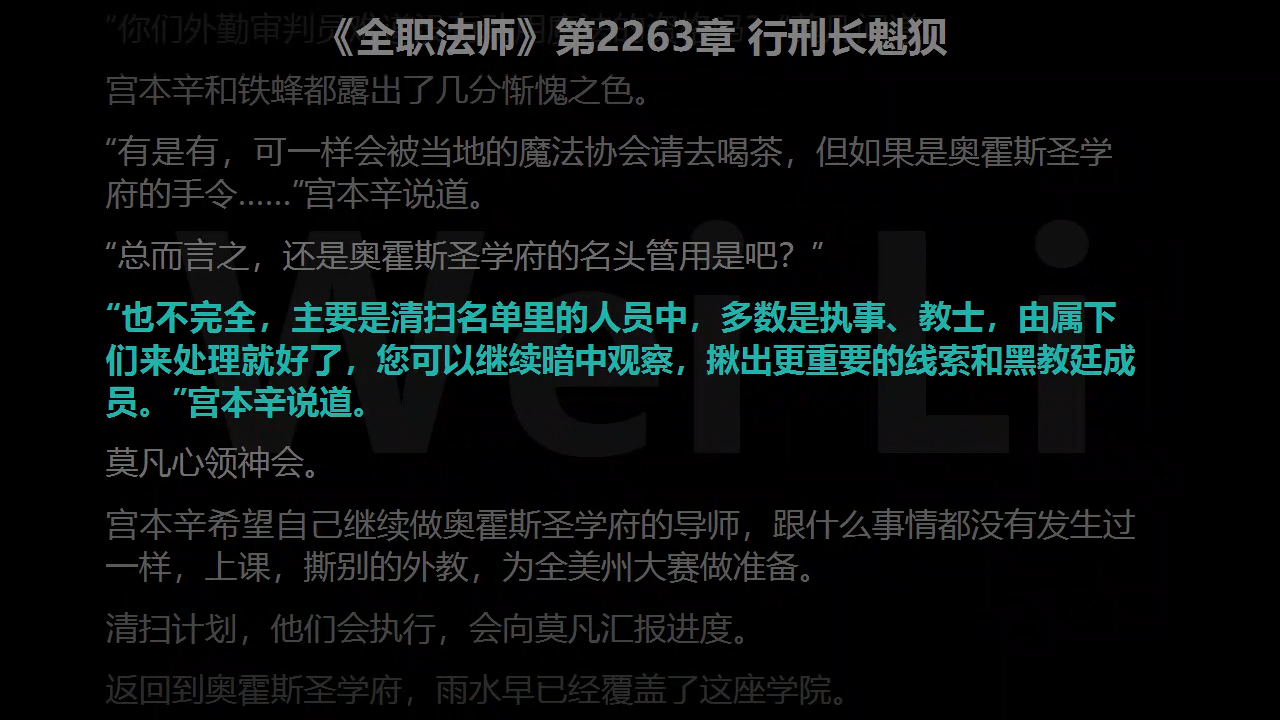 《全职法师》第2263章 行刑长魁狈
“你们外勤审判员
宫本辛和铁蜂都露出了几分惭愧之色。
“有是有，可一样会被当地的魔法协会请去喝茶，但如果是奥霍斯圣学
府的手令……”宫本辛说道。
“总而言之，还是奥霍斯圣学府的名头管用是吧？”
“也不完全，主要是清扫名单里的人员中，多数是执事、教士，由属下
们来处理就好了，您可以继续暗中观察，揪出更重要的线索和黑教廷成
员。”宫本辛说道。
莫凡心领神会。
宫本辛希望自己继续做奥霍斯圣学府的导师，跟什么事情都没有发生过
一样，上课，撕别的外教，为全美州大赛做准备。
清扫计划，他们会执行，会向莫凡汇报进度。
返回到奥霍斯圣学府，雨水早已经覆盖了这座学院。
Wei Li